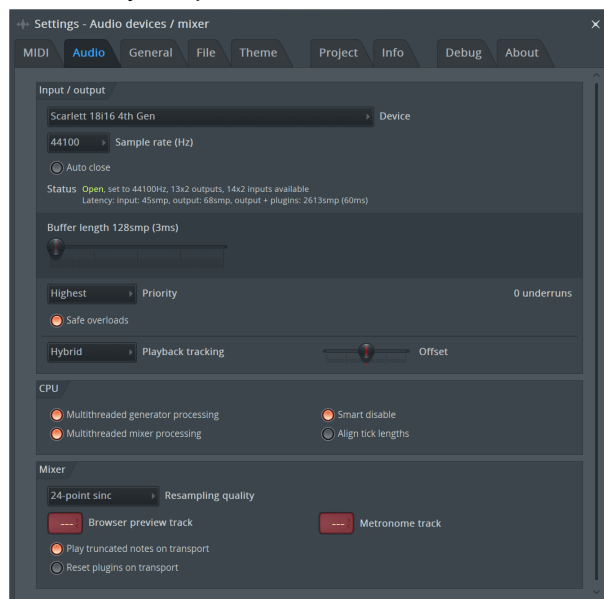 Settings - Audio devices / mixer
MIDI Audio General File Theme Project Info Debug About
Input / output
Scarlett 18i16 4th Gen Device
44100 Sample rate (Hz)
Auto close
Status Open, set to 44100Hz, 13x2 outputs, 14x2 inputs available
Latency: input: 45smp, output: 68smp, output + plugins: 2613smp (60ms)
Buffer length 128smp (3ms)
Highest Priority 0 underruns
Safe overloads
Hybrid Playback tracking Offset
CPU
Multithreaded generator processing Smart disable
Multithreaded mixer processing Align tick lengths
Mixer
24-point sinc Resampling quality
--- Browser preview track --- Metronome track
Play truncated notes on transport
Reset plugins on transport